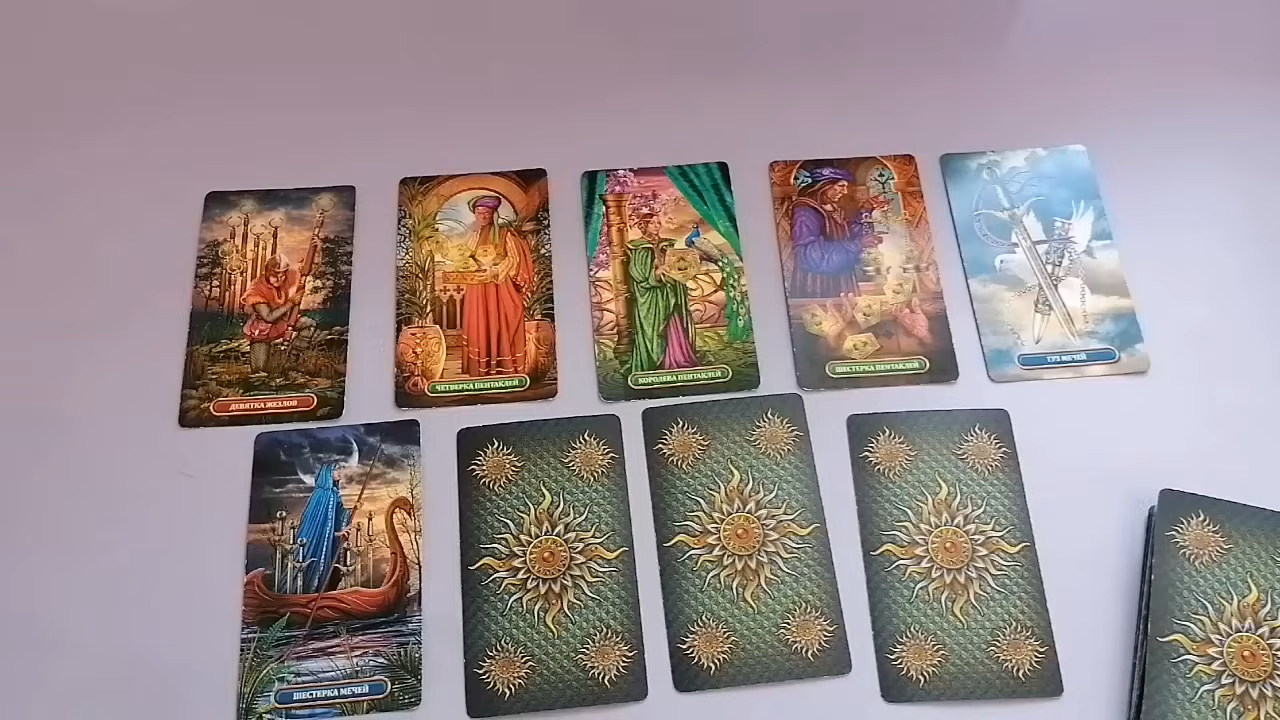 ДЕВЯТКА ЖЕЗЛОВ
ЧЕТВЕРКА ПЕНТАКЛЕЙ
КОРОЛЕВА ПЕНТАКЛЕЙ
ШЕСТЕРКА ПЕНТАКЛЕЙ
ТУЗ МЕЧЕЙ
ШЕСТЕРКА МЕЧЕЙ